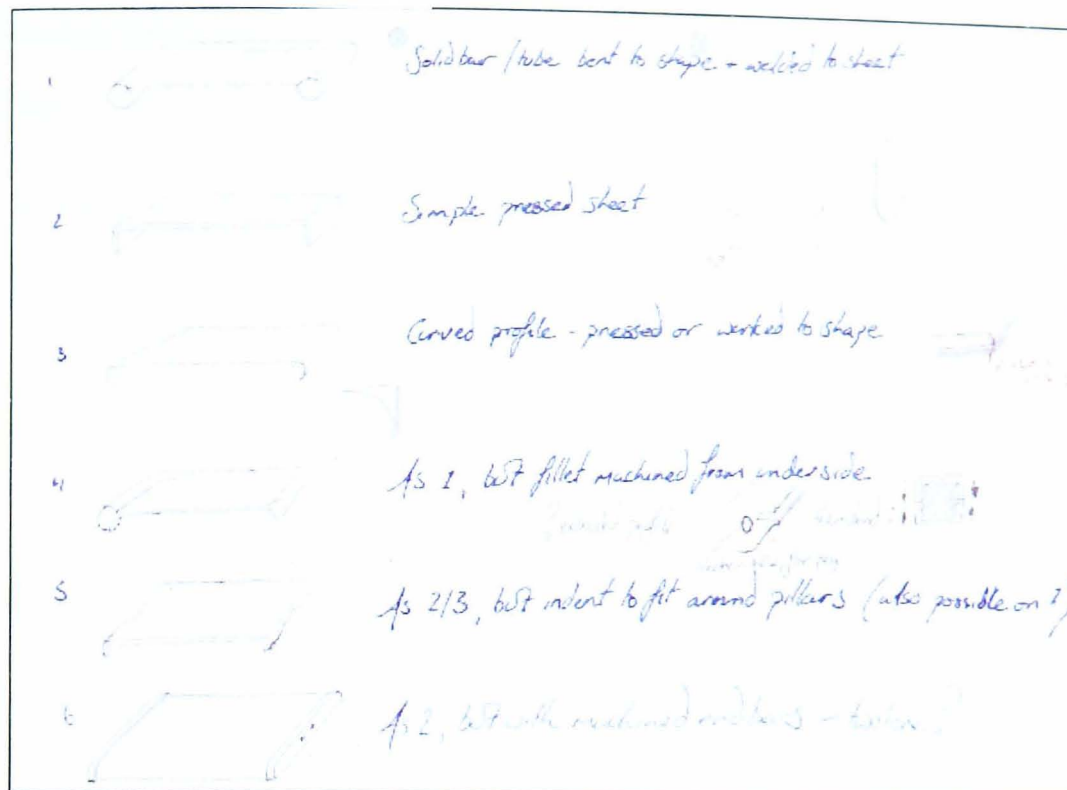 1 Solid bar / tube bent to shape + welded to sheet
2 Simple pressed sheet
3 Curved profile - pressed or worked to shape
4 As 1, but fillet machined from underside
5 As 2/3, but indent to fit around pillars (also possible on 1)
6 As 2, but with machined